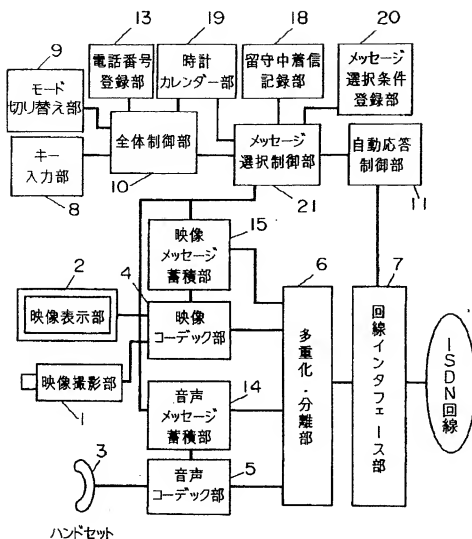 13
19
18
20
9
電話番号
登録部
時計
カレンダー部
留守中着信
記録部
メッセージ
選択条件
登録部
モード
切り替え部
全体制御部
メッセージ
選択制御部
自動応答
制御部
キー
入力部
10
21
11
8
映像
メッセージ
蓄積部
15
6
7
2
4
映像表示部
映像
コーデック部
多重化・分離部
回線インタフェース部
ISDN回線
映像撮影部
1
音声
メッセージ
蓄積部
14
3
音声
コーデック部
5
ハンドセット